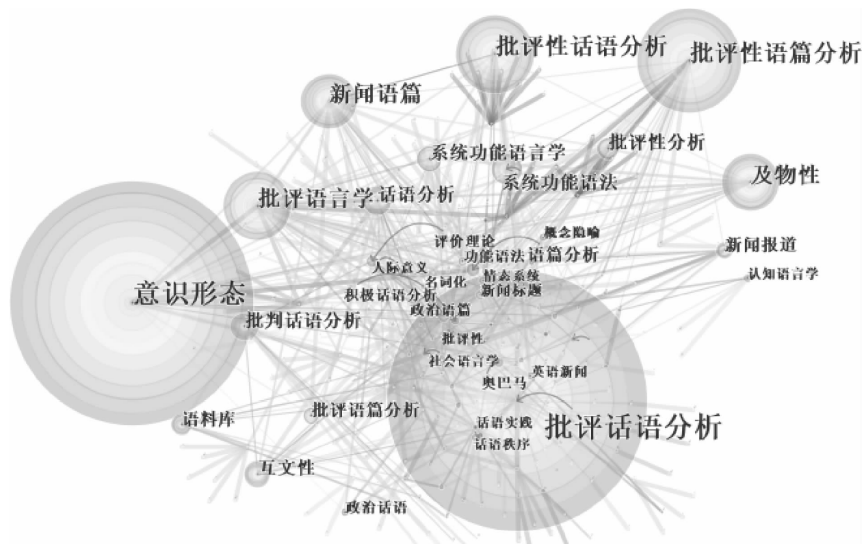 批评性话语分析
批评性语篇分析
新闻语篇
批评性分析
系统功能语言学
系统功能语法
及物性
批评语言学
话语分析
概念隐喻
评价理论
新闻报道
功能语法
语篇分析
人际意义
认知语言学
情态系统
名词化
新闻标题
意识形态
积极话语分析
政治语篇
批判话语分析
批评性
社会语言学
英语新闻
奥巴马
批评语篇分析
语料库
话语实践
批评话语分析
话语秩序
互文性
政治话语